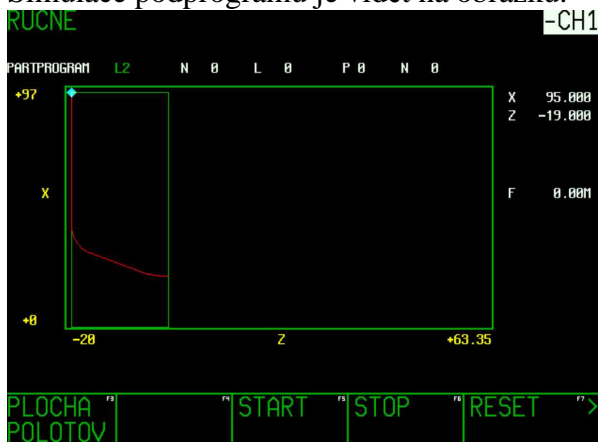 Simulace podprogramu je vidět na obrázku.
RUCNE -CH1
PARTPROGRAM L2 N 0 L 0 P 0 N 0
+97
X 95.000
Z -19.000
X
F 0.00M
+0
-20 Z +63.35
PLOCHA POLOTOV F3 F4 START F5 STOP F6 RESET F7 >